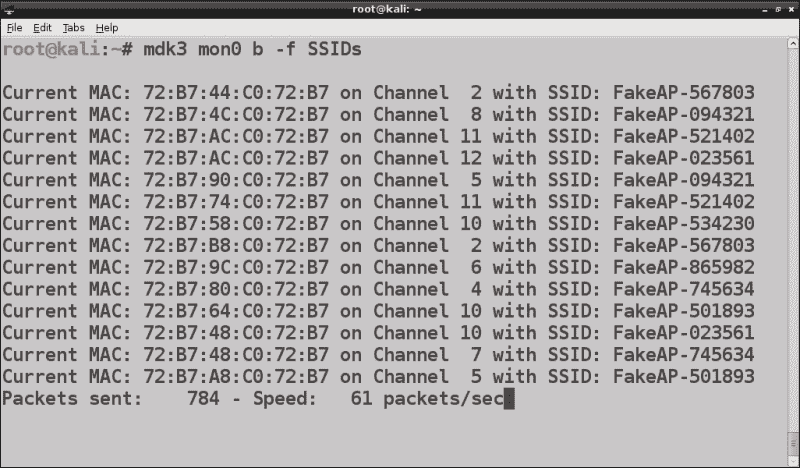 root@kali: ~
File Edit Tabs Help
root@kali:~# mdk3 mon0 b -f SSIDs
Current MAC: 72:B7:44:C0:72:B7 on Channel  2 with SSID: FakeAP-567803
Current MAC: 72:B7:4C:C0:72:B7 on Channel  8 with SSID: FakeAP-094321
Current MAC: 72:B7:AC:C0:72:B7 on Channel 11 with SSID: FakeAP-521402
Current MAC: 72:B7:AC:C0:72:B7 on Channel 12 with SSID: FakeAP-023561
Current MAC: 72:B7:90:C0:72:B7 on Channel  5 with SSID: FakeAP-094321
Current MAC: 72:B7:74:C0:72:B7 on Channel 11 with SSID: FakeAP-521402
Current MAC: 72:B7:58:C0:72:B7 on Channel 10 with SSID: FakeAP-534230
Current MAC: 72:B7:B8:C0:72:B7 on Channel  2 with SSID: FakeAP-567803
Current MAC: 72:B7:9C:C0:72:B7 on Channel  6 with SSID: FakeAP-865982
Current MAC: 72:B7:80:C0:72:B7 on Channel  4 with SSID: FakeAP-745634
Current MAC: 72:B7:64:C0:72:B7 on Channel 10 with SSID: FakeAP-501893
Current MAC: 72:B7:48:C0:72:B7 on Channel 10 with SSID: FakeAP-023561
Current MAC: 72:B7:48:C0:72:B7 on Channel  7 with SSID: FakeAP-745634
Current MAC: 72:B7:A8:C0:72:B7 on Channel  5 with SSID: FakeAP-501893
Packets sent:    784 - Speed:   61 packets/sec